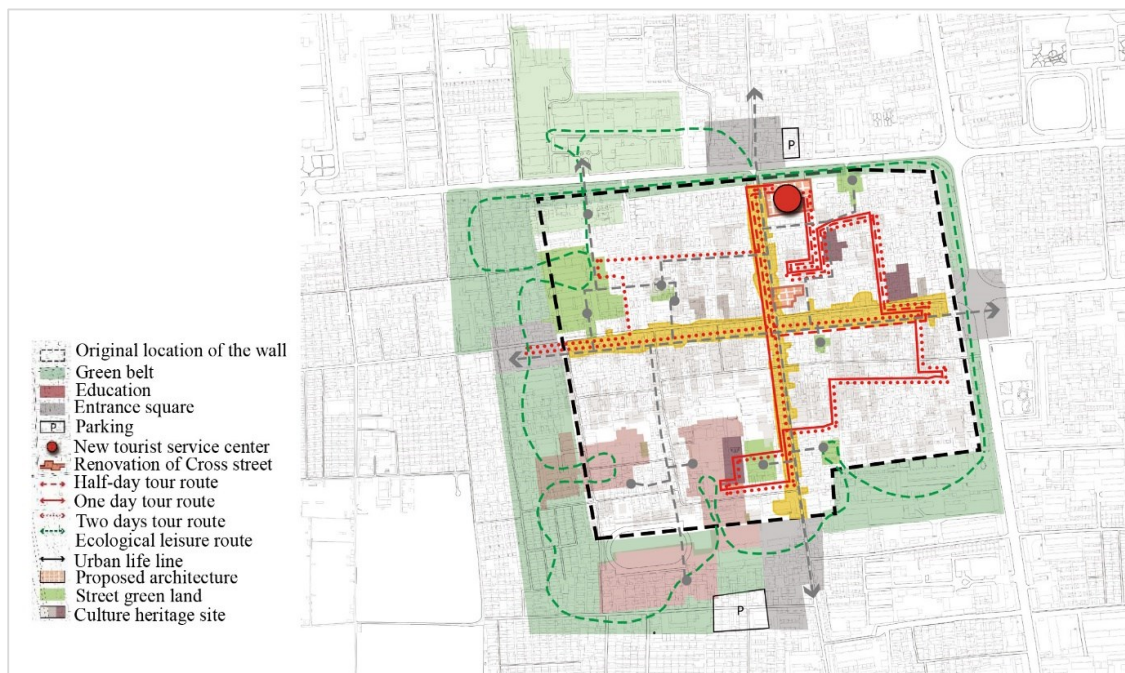 P
P
Original location of the wall
Green belt
Education
Entrance square
P Parking
New tourist service center
Renovation of Cross street
Half-day tour route
One day tour route
Two days tour route
Ecological leisure route
Urban life line
Proposed architecture
Street green land
Culture heritage site